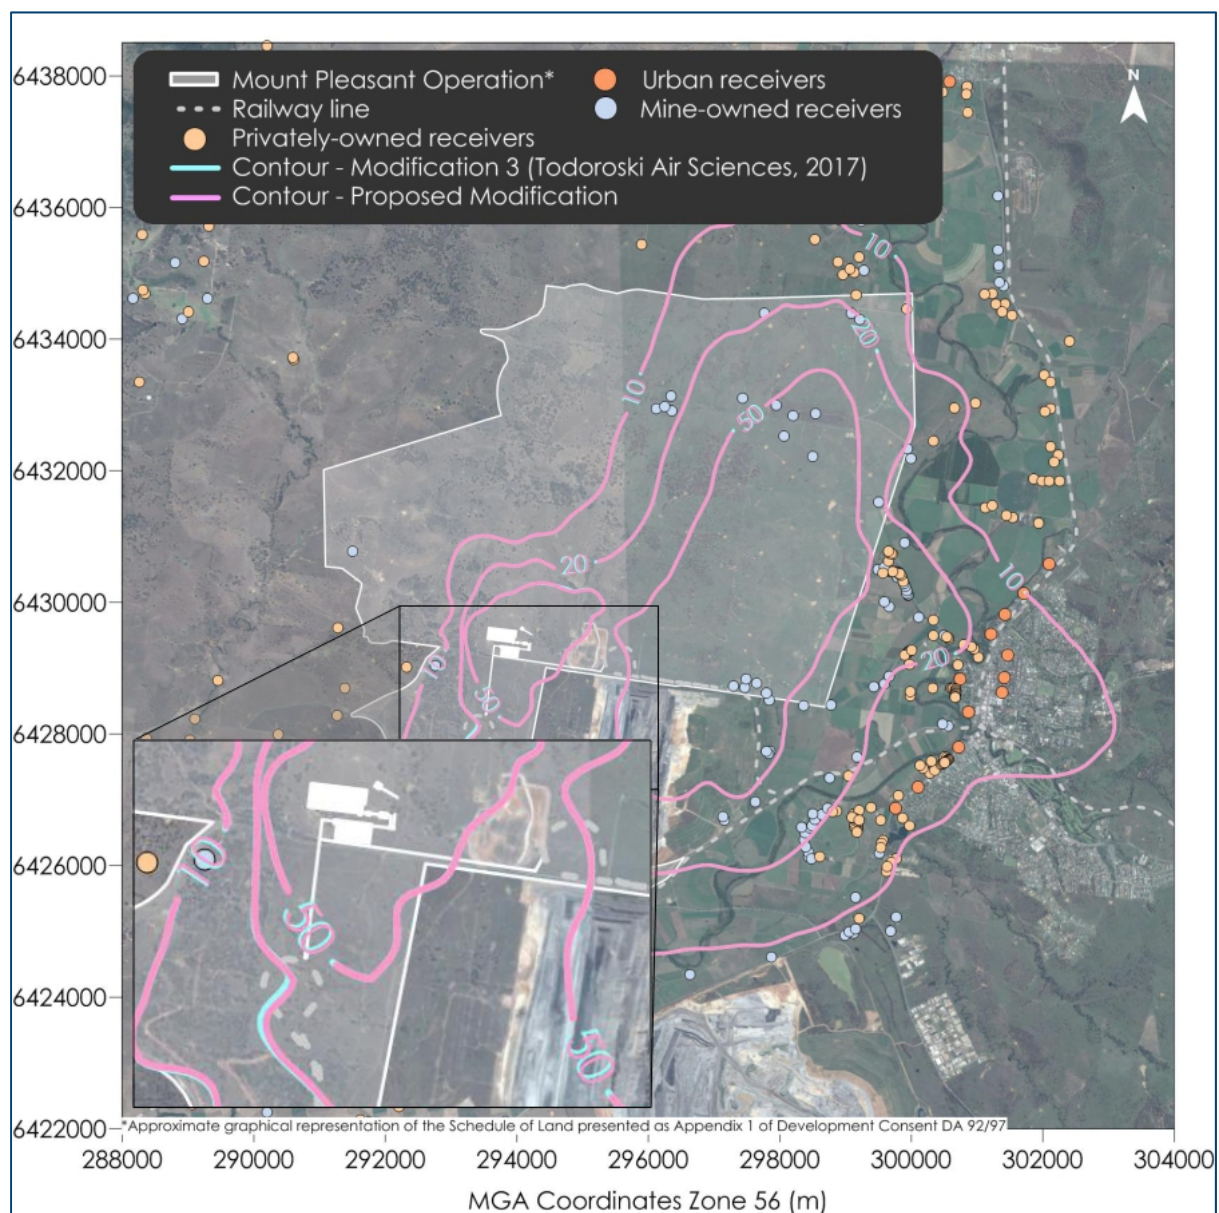 6438000
Mount Pleasant Operation*
Urban receivers
Railway line
Mine-owned receivers
Privately-owned receivers
Contour - Modification 3 (Todoroski Air Sciences, 2017)
Contour - Proposed Modification
N
6436000
10
6434000
20
10
50
6432000
20
10
6430000
20
10
50
6428000
10
50
6426000
6424000
50
6422000
*Approximate graphical representation of the Schedule of Land presented as Appendix 1 of Development Consent DA 92/97
288000 290000 292000 294000 296000 298000 300000 302000 304000
MGA Coordinates Zone 56 (m)